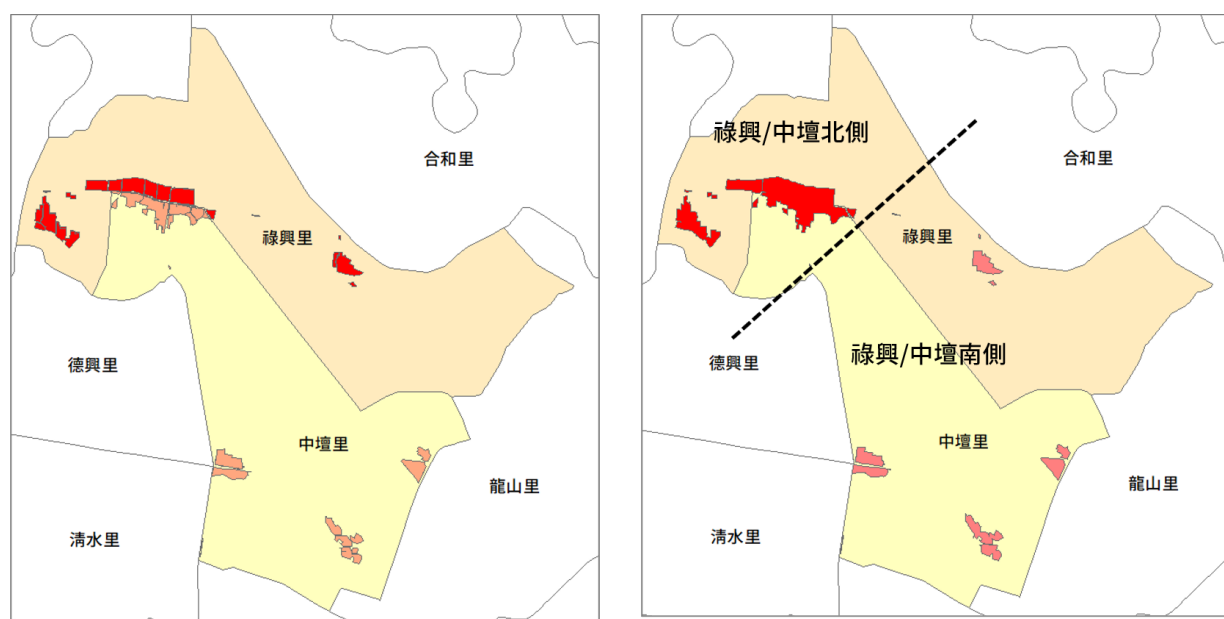 合和里
祿興里
德興里
中壇里
龍山里
清水里
祿興/中壇北側
合和里
祿興里
德興里
祿興/中壇南側
中壇里
龍山里
清水里